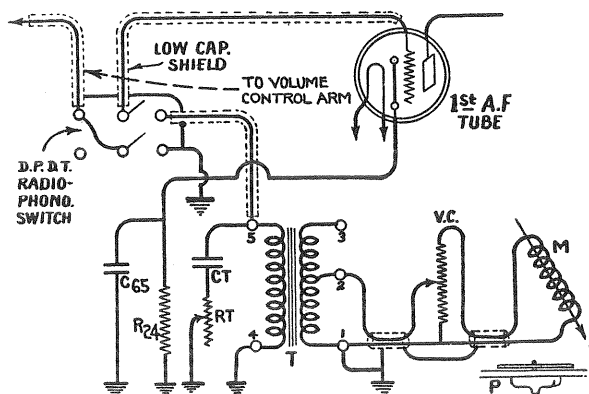 LOW CAP.
SHIELD
TO VOLUME
CONTROL ARM
1st A.F
TUBE
D.P.D.T.
RADIO-
PHONO.
SWITCH
V.C.
M
5
3
C65
CT
2
R24
RT
4
T
1
P